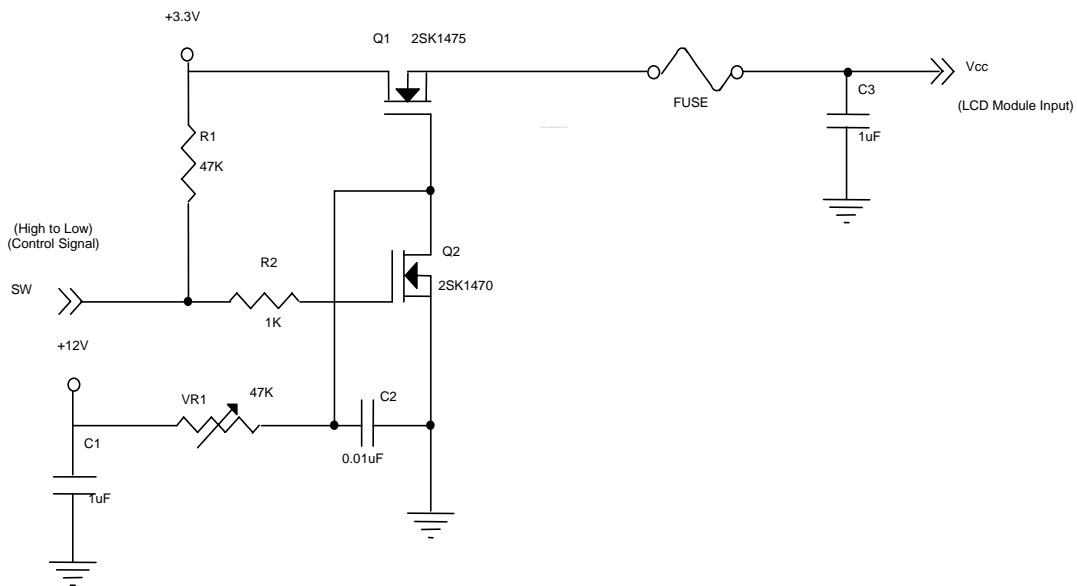 +3.3V
Q1 2SK1475
Vcc
FUSE
C3
(LCD Module Input)
1uF
R1
47K
(High to Low)
(Control Signal)
SW
R2
1K
Q2
2SK1470
+12V
VR1
47K
C2
0.01uF
C1
1uF